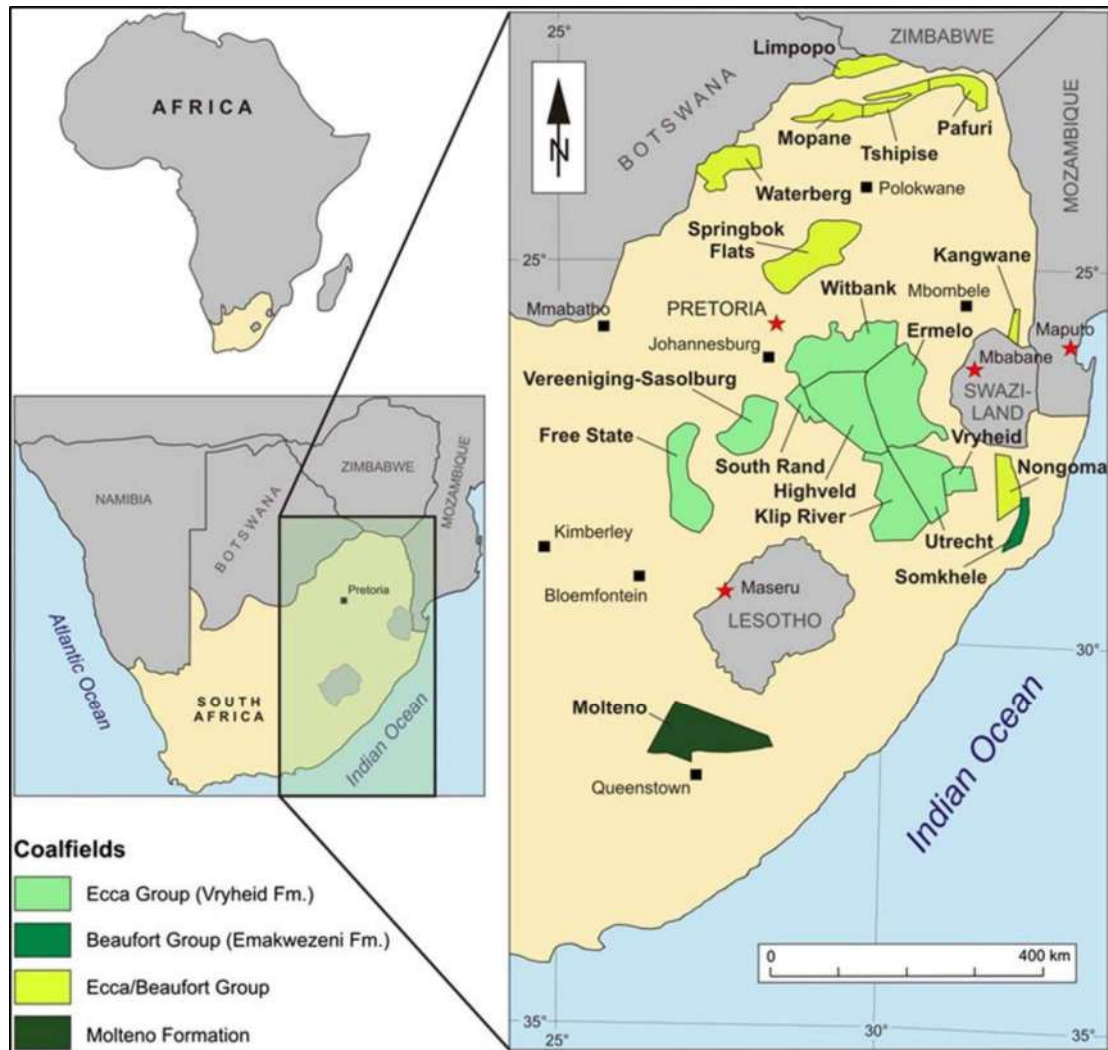 AFRICA
NAMIBIA
BOTSWANA
ZIMBABWE
MOZAMBIQUE
Pretoria
Atlantic Ocean
SOUTH
AFRICA
Indian Ocean
Coalfields
Ecca Group (Vryheid Fm.)
Beaufort Group (Emakwezeni Fm.)
Ecca/Beaufort Group
Molteno Formation
25°
ZIMBABWE
Limpopo
BOTSWANA
N
MOZAMBIQUE
Mopane
Pafuri
Tshipise
Waterberg
Polokwane
Springbok
Flats
25°
25°
Kangwane
Witbank
Mbombele
Mmabatho
PRETORIA
Ermelo
Maputo
Johannesburg
Mbabane
Vereeniging-Sasolburg
SWAZI-
LAND
Free State
Vryheid
South Rand
Nongoma
Highveld
Klip River
Kimberley
Utrecht
Somkhele
Bloemfontein
Maseru
LESOTHO
30°
Molteno
Queenstown
Indian Ocean
0
400 km
35°
25°
30°
35°